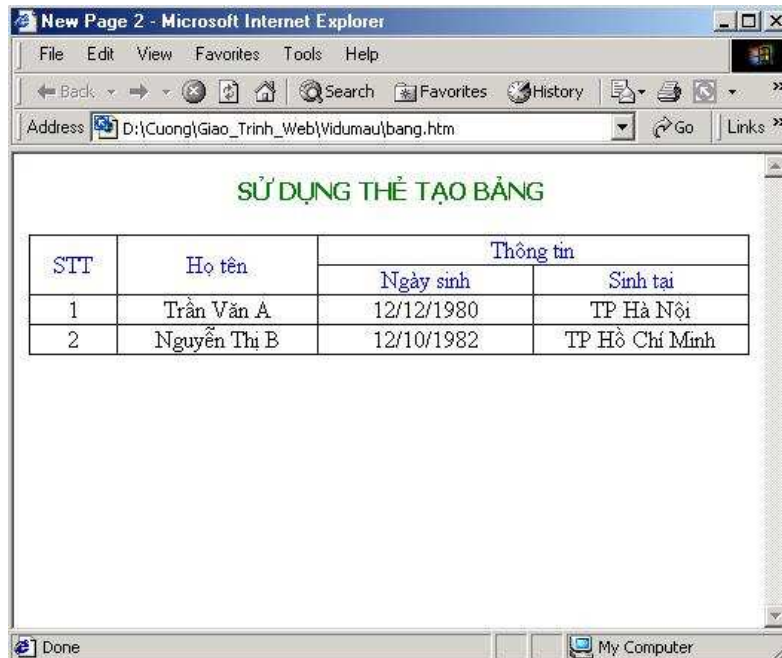 New Page 2 - Microsoft Internet Explorer
File Edit View Favorites Tools Help
Back Search Favorites History
Address D:\Cuong\Giao_Trinh_Web\Vidumau\bang.htm Go Links »
SỬ DỤNG THẺ TẠO BẢNG
STT Họ tên Thông tin
Ngày sinh Sinh tại
1 Trần Văn A 12/12/1980 TP Hà Nội
2 Nguyễn Thị B 12/10/1982 TP Hồ Chí Minh
Done My Computer